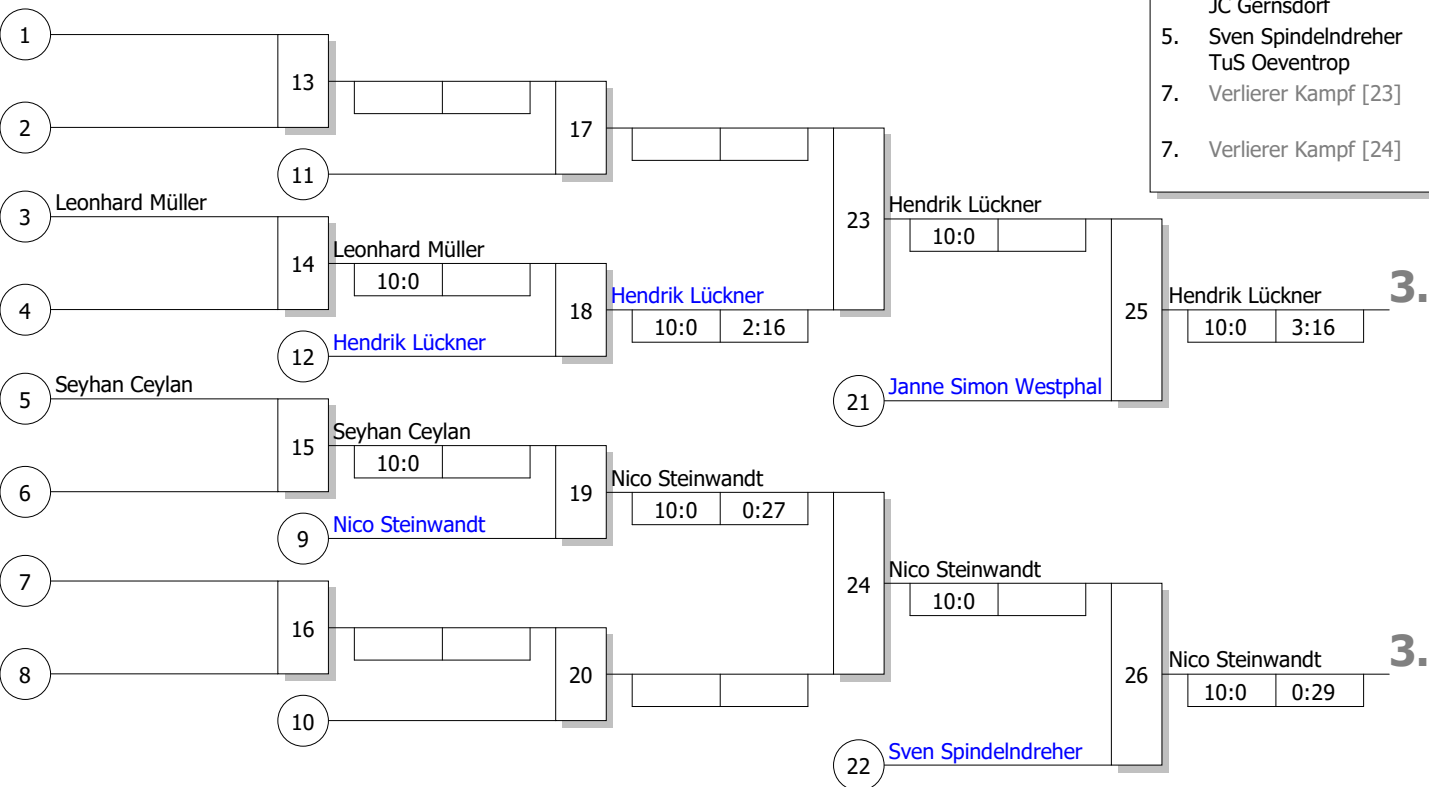 JC Gernsdorf
5. Sven Spindelndreher
TuS Oeventrop
7. Verlierer Kampf [23]
7. Verlierer Kampf [24]
1
13
2
17
11
3 Leonhard Müller
23 Hendrik Lückner
10:0
14 Leonhard Müller
10:0
4
18 Hendrik Lückner
10:0 2:16
25 Hendrik Lückner 3.
10:0 3:16
12 Hendrik Lückner
5 Seyhan Ceylan
21 Janne Simon Westphal
15 Seyhan Ceylan
10:0
6
19 Nico Steinwandt
10:0 0:27
9 Nico Steinwandt
7
24 Nico Steinwandt
10:0
16
8
20
26 Nico Steinwandt 3.
10:0 0:29
10
22 Sven Spindelndreher